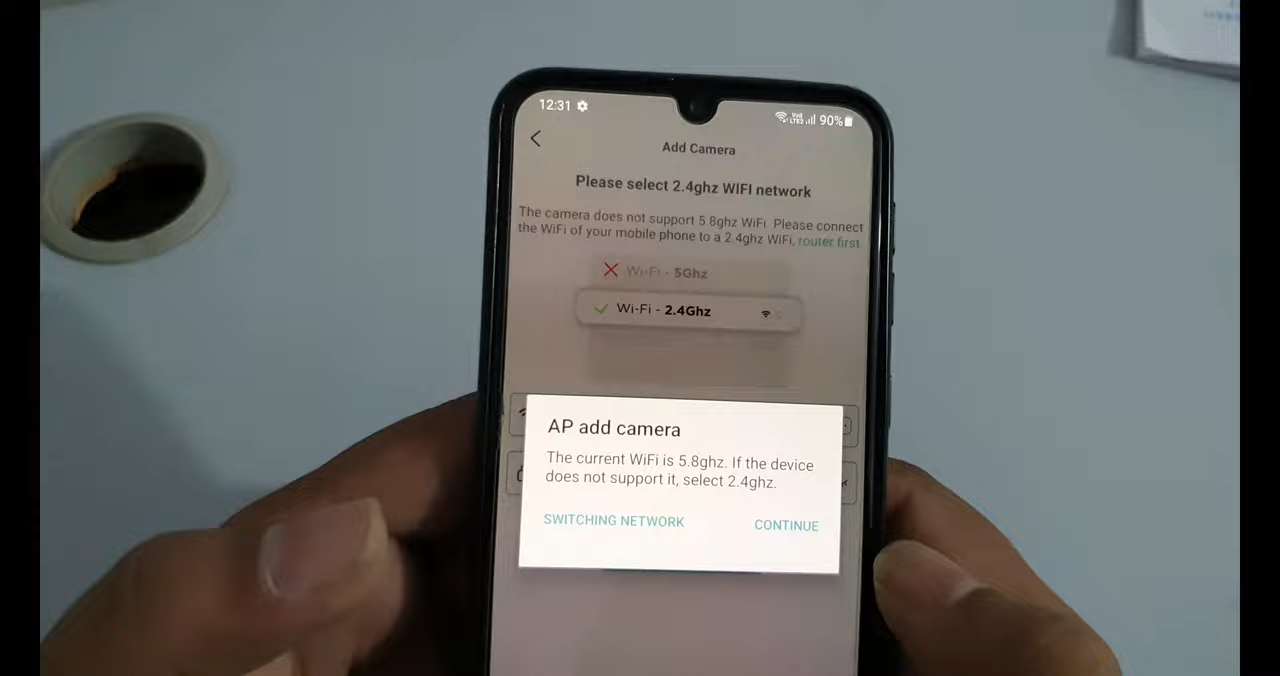 12:31
Vo)) LTE2 90%
Add Camera
Please select 2.4ghz WIFI network
The camera does not support 5.8ghz WiFi. Please connect
the WiFi of your mobile phone to a 2.4ghz WiFi, router first.
Wi-Fi - 5Ghz
Wi-Fi - 2.4Ghz
AP add camera
The current WiFi is 5.8ghz. If the device
does not support it, select 2.4ghz.
SWITCHING NETWORK
CONTINUE